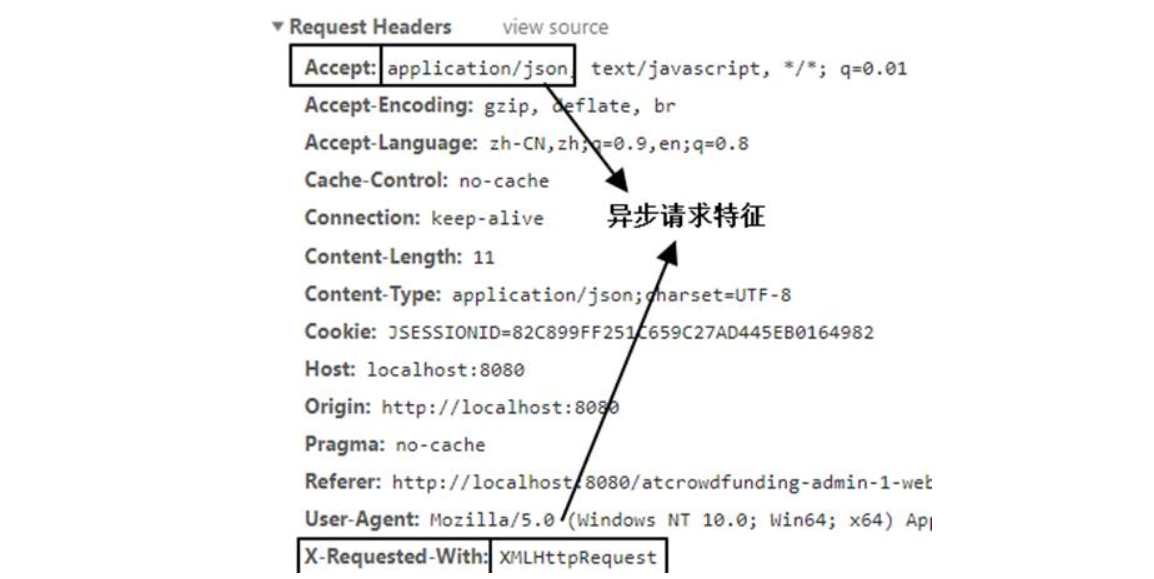 ▼ Request Headers view source
Accept: application/json, text/javascript, */*; q=0.01
Accept-Encoding: gzip, deflate, br
Accept-Language: zh-CN,zh;q=0.9,en;q=0.8
Cache-Control: no-cache
Connection: keep-alive
异步请求特征
Content-Length: 11
Content-Type: application/json;charset=UTF-8
Cookie: JSESSIONID=82C899FF251C659C27AD445EB0164982
Host: localhost:8080
Origin: http://localhost:8080
Pragma: no-cache
Referer: http://localhost:8080/atcrowdfunding-admin-1-web
User-Agent: Mozilla/5.0 (Windows NT 10.0; Win64; x64) App
X-Requested-With: XMLHttpRequest